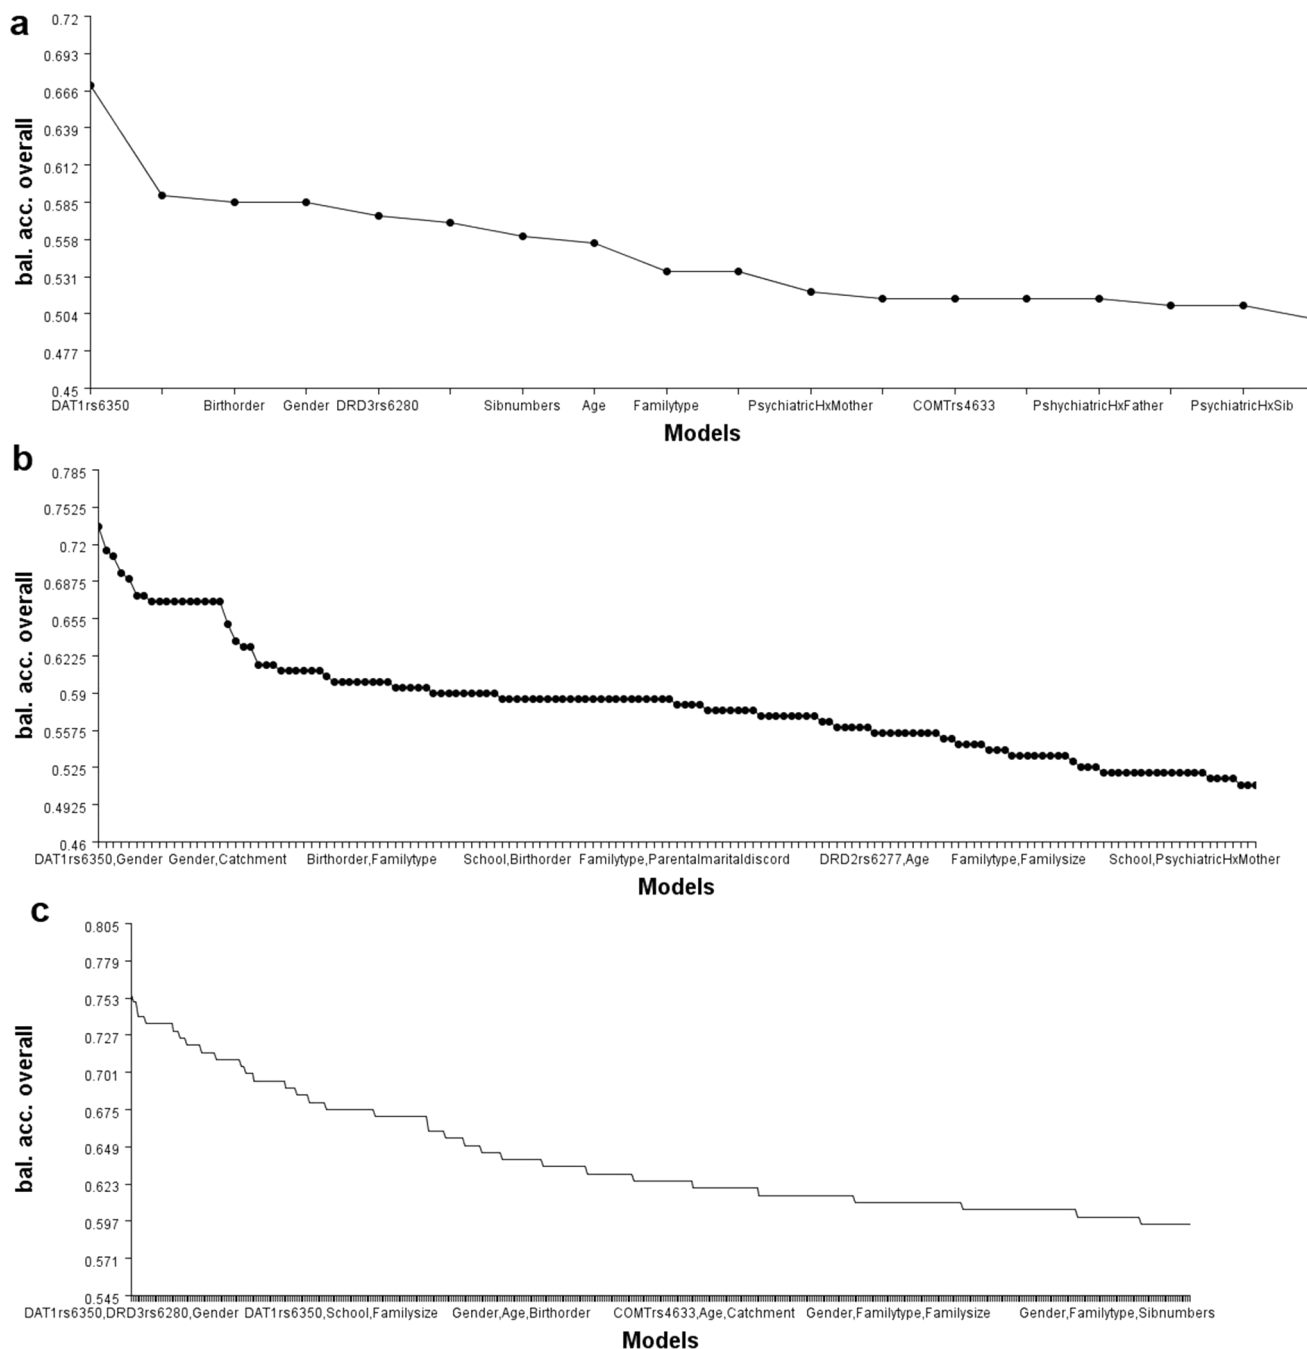 a
0.72
0.693
0.666
0.639
0.612
0.585
0.558
0.531
0.504
0.477
0.45
bal. acc. overall
DAT1rs6350 Birthorder Gender DRD3rs6280 Sibnumbers Age Familytype PsychiatricHxMother COMTrs4633 PshychiatricHxFather PsychiatricHxSib
Models
b
0.785
0.7525
0.72
0.6875
0.655
0.6225
0.59
0.5575
0.525
0.4925
0.46
bal. acc. overall
DAT1rs6350,Gender Gender,Catchment Birthorder,Familytype School,Birthorder Familytype,Parentalmaritaldiscord DRD2rs6277,Age Familytype,Familysize School,PsychiatricHxMother
Models
c
0.805
0.779
0.753
0.727
0.701
0.675
0.649
0.623
0.597
0.571
0.545
bal. acc. overall
DAT1rs6350,DRD3rs6280,Gender DAT1rs6350,School,Familysize Gender,Age,Birthorder COMTrs4633,Age,Catchment Gender,Familytype,Familysize Gender,Familytype,Sibnumbers
Models